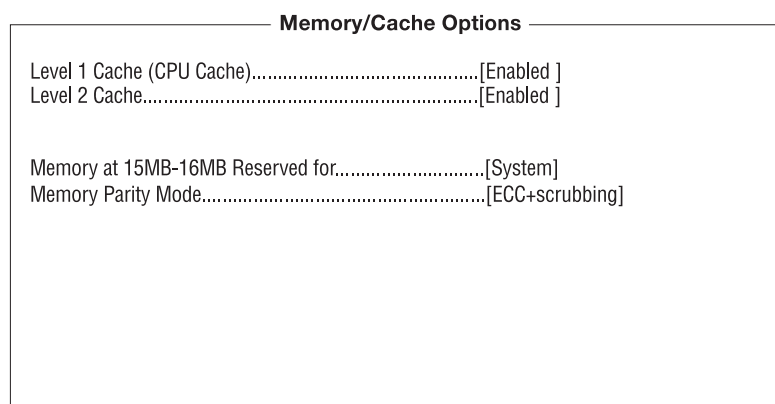 Memory/Cache Options
Level 1 Cache (CPU Cache)............................................[Enabled ]
Level 2 Cache.................................................................[Enabled ]
Memory at 15MB-16MB Reserved for.............................[System]
Memory Parity Mode.......................................................[ECC+scrubbing]